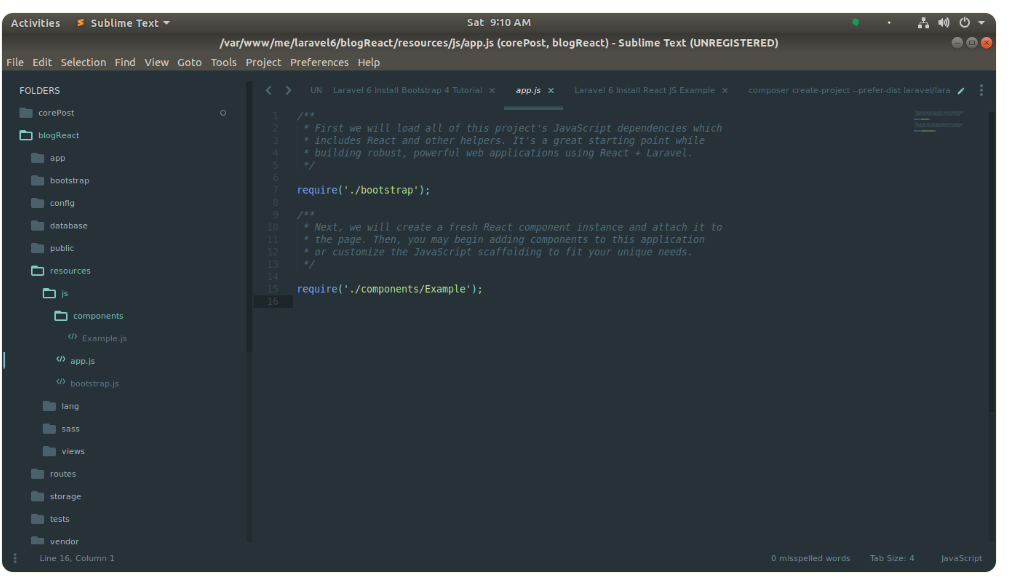 Activities Sublime Text Sat 9:10 AM
/var/www/me/laravel6/blogReact/resources/js/app.js (corePost, blogReact) - Sublime Text (UNREGISTERED)
File Edit Selection Find View Goto Tools Project Preferences Help
FOLDERS
corePost
blogReact
app
bootstrap
config
database
public
resources
js
components
Example.js
app.js
bootstrap.js
lang
sass
views
routes
storage
tests
vendor
UN Laravel 6 Install Bootstrap 4 Tutorial × app.js × Laravel 6 Install React JS Example × composer create-project --prefer-dist laravel/lara
1 /**
2 * First we will load all of this project's JavaScript dependencies which
3 * includes React and other helpers. It's a great starting point while
4 * building robust, powerful web applications using React + Laravel.
5 */
6
7 require('./bootstrap');
8
9 /**
10 * Next, we will create a fresh React component instance and attach it to
11 * the page. Then, you may begin adding components to this application
12 * or customize the JavaScript scaffolding to fit your unique needs.
13 */
14
15 require('./components/Example');
16
Line 16, Column 1 0 misspelled words Tab Size: 4 JavaScript